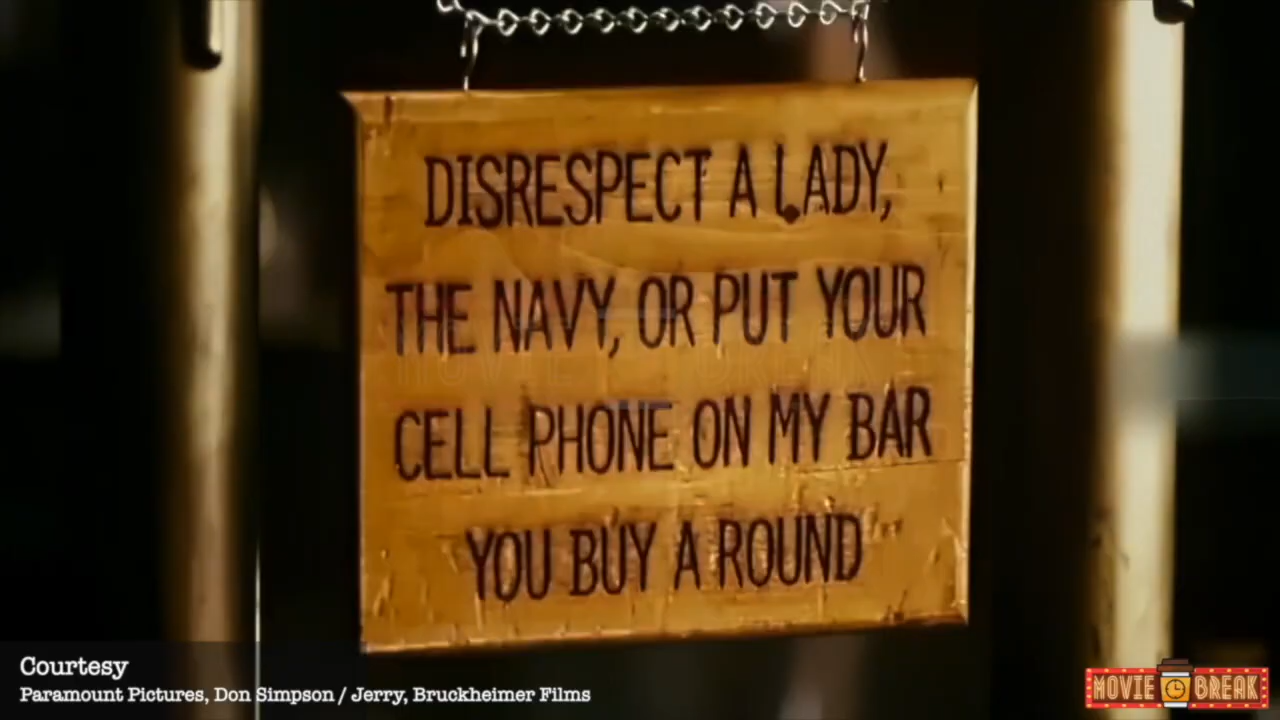 DISRESPECT A LADY,
THE NAVY, OR PUT YOUR
CELL PHONE ON MY BAR
YOU BUY A ROUND
Courtesy
Paramount Pictures, Don Simpson / Jerry, Bruckheimer Films
MOVIE BREAK